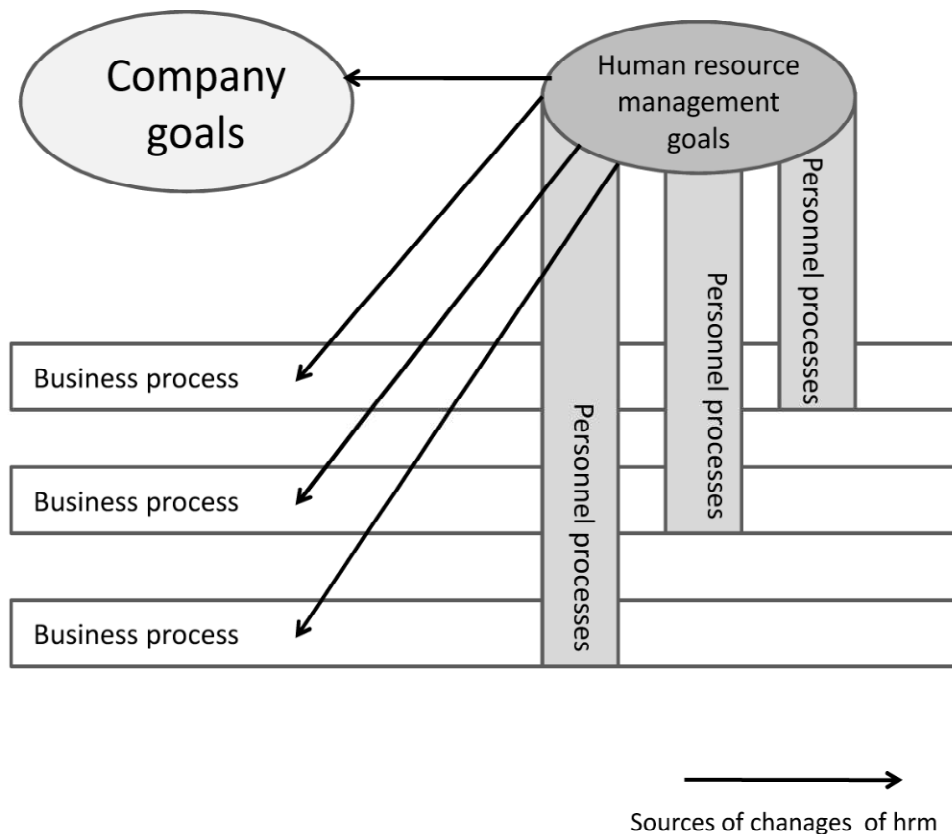 Company
goals
Human resource
management
goals
Personnel processes
Personnel processes
Personnel processes
Business process
Business process
Business process
Sources of chanages of hrm